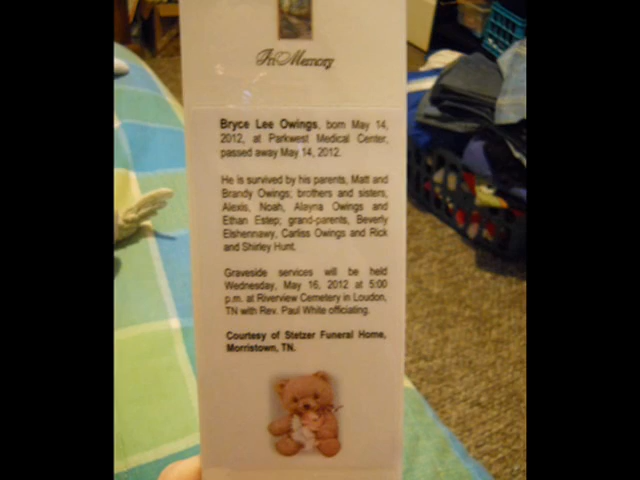 In Memory
Bryce Lee Owings, born May 14,
2012, at Parkwest Medical Center,
passed away May 14, 2012.
He is survived by his parents, Matt and
Brandy Owings; brothers and sisters,
Alexis, Noah, Alayna Owings and
Ethan Estep; grand-parents, Beverly
Elshennawy, Carliss Owings and Rick
and Shirley Hunt.
Graveside services will be held
Wednesday, May 16, 2012 at 5:00
p.m. at Riverview Cemetery in Loudon,
TN with Rev. Paul White officiating.
Courtesy of Stetzer Funeral Home,
Morristown, TN.